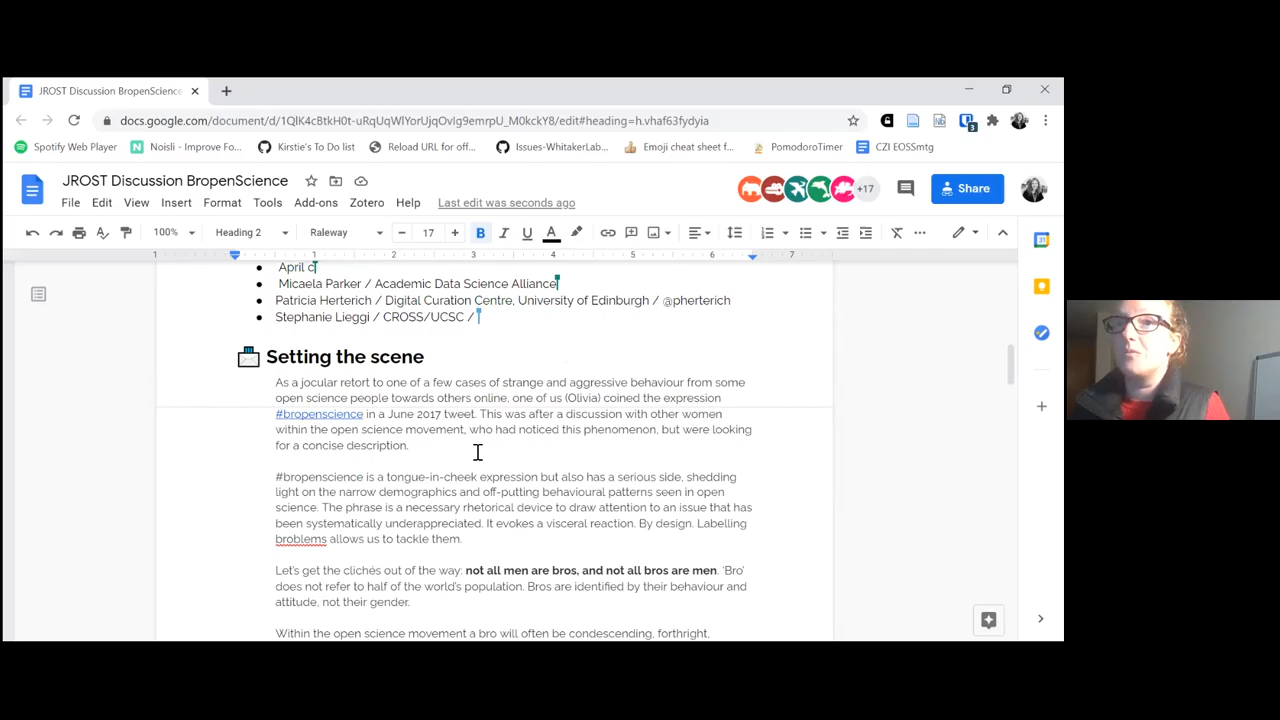 JROST Discussion BropenScience
docs.google.com/document/d/1QlK4cBtkH0t-uRqUqWlYorUjqOvIg9emrpU_M0kckY8/edit#heading=h.vhaf63fydyia
3
Spotify Web Player
Noisli - Improve Fo...
Kirstie's To Do list
Reload URL for off...
Issues-WhitakerLab...
Emoji cheat sheet f...
PomodoroTimer
CZI EOSSmtg
JROST Discussion BropenScience
+17
Share
File Edit View Insert Format Tools Add-ons Zotero Help Last edit was seconds ago
100% Heading 2 Raleway − 17 + B I U A
1 1 2 3 4 5 6 7
● April c
● Micaela Parker / Academic Data Science Alliance
● Patricia Herterich / Digital Curation Centre, University of Edinburgh / @pherterich
● Stephanie Lieggi / CROSS/UCSC /
Setting the scene
As a jocular retort to one of a few cases of strange and aggressive behaviour from some
open science people towards others online, one of us (Olivia) coined the expression
#bropenscience in a June 2017 tweet. This was after a discussion with other women
within the open science movement, who had noticed this phenomenon, but were looking
for a concise description.
#bropenscience is a tongue-in-cheek expression but also has a serious side, shedding
light on the narrow demographics and off-putting behavioural patterns seen in open
science. The phrase is a necessary rhetorical device to draw attention to an issue that has
been systematically underappreciated. It evokes a visceral reaction. By design. Labelling
broblems allows us to tackle them.
Let's get the clichés out of the way: not all men are bros, and not all bros are men. 'Bro'
does not refer to half of the world's population. Bros are identified by their behaviour and
attitude, not their gender.
Within the open science movement a bro will often be condescending, forthright,